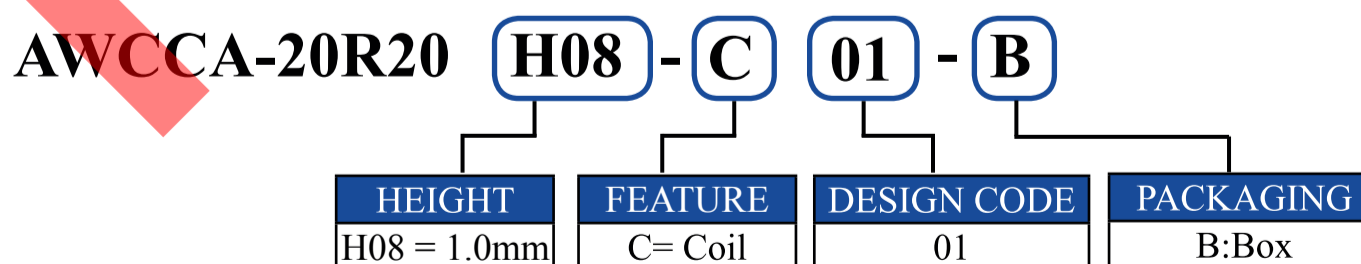 AWCCA-20R20 H08 - C 01 - B
HEIGHT FEATURE DESIGN CODE PACKAGING
H08 = 1.0mm C= Coil 01 B:Box